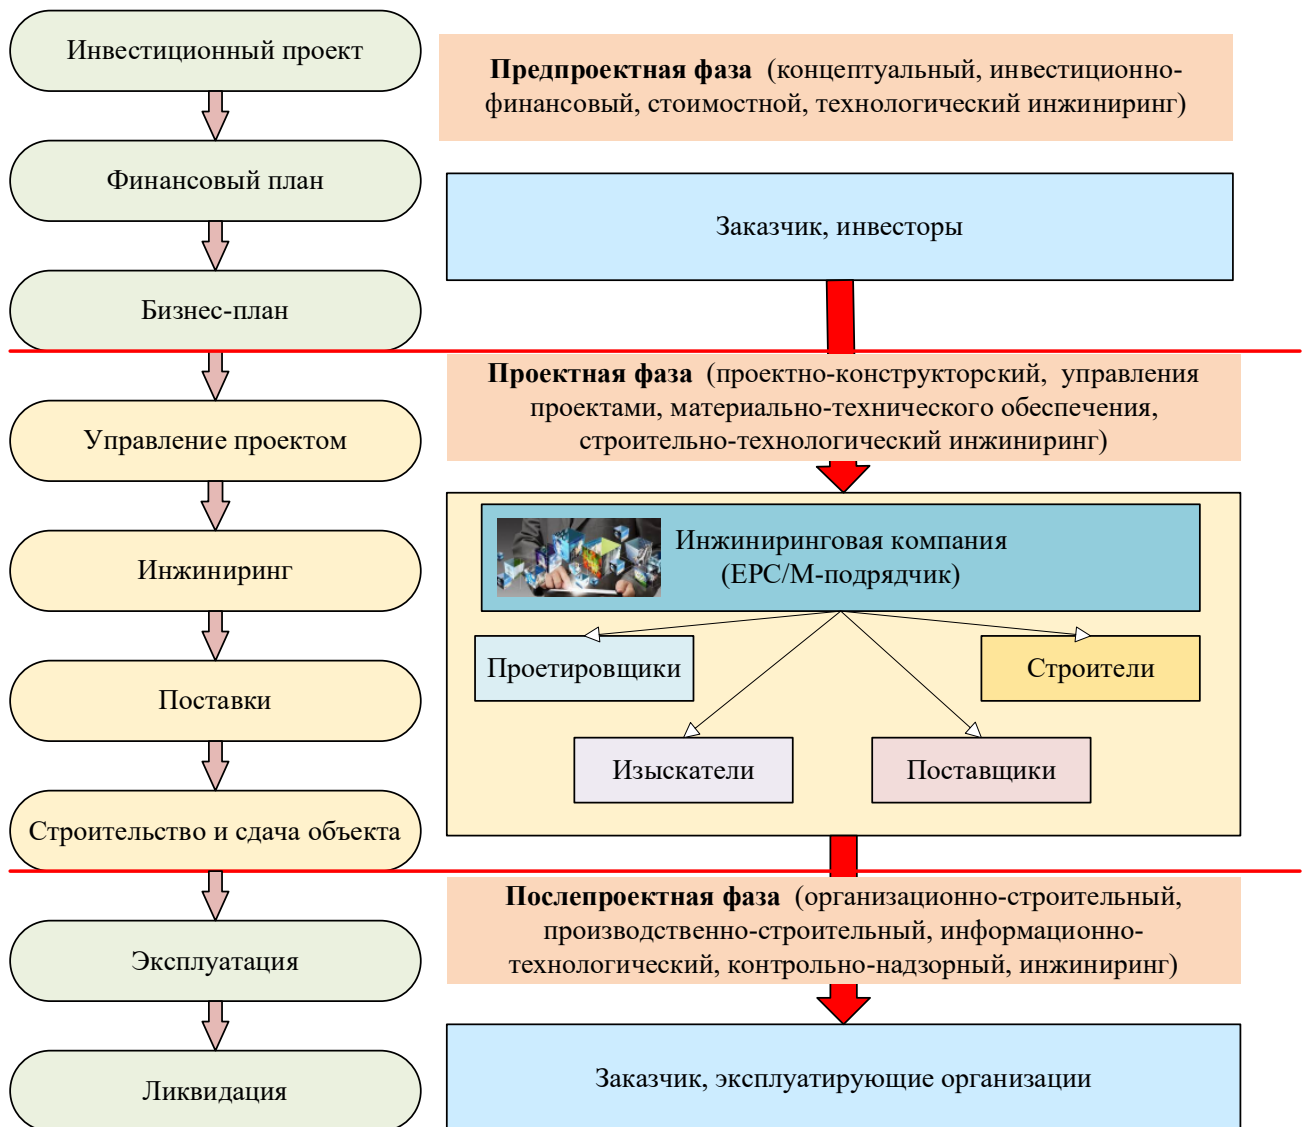 Инвестиционный проект
Финансовый план
Бизнес-план
Управление проектом
Инжиниринг
Поставки
Строительство и сдача объекта
Эксплуатация
Ликвидация
Предпроектная фаза (концептуальный, инвестиционно-
финансовый, стоимостной, технологический инжиниринг)
Заказчик, инвесторы
Проектная фаза (проектно-конструкторский, управления
проектами, материально-технического обеспечения,
строительно-технологический инжиниринг)
Инжиниринговая компания
(EPC/M-подрядчик)
Проетировщики
Строители
Изыскатели
Поставщики
Послепроектная фаза (организационно-строительный,
производственно-строительный, информационно-
технологический, контрольно-надзорный, инжиниринг)
Заказчик, эксплуатирующие организации